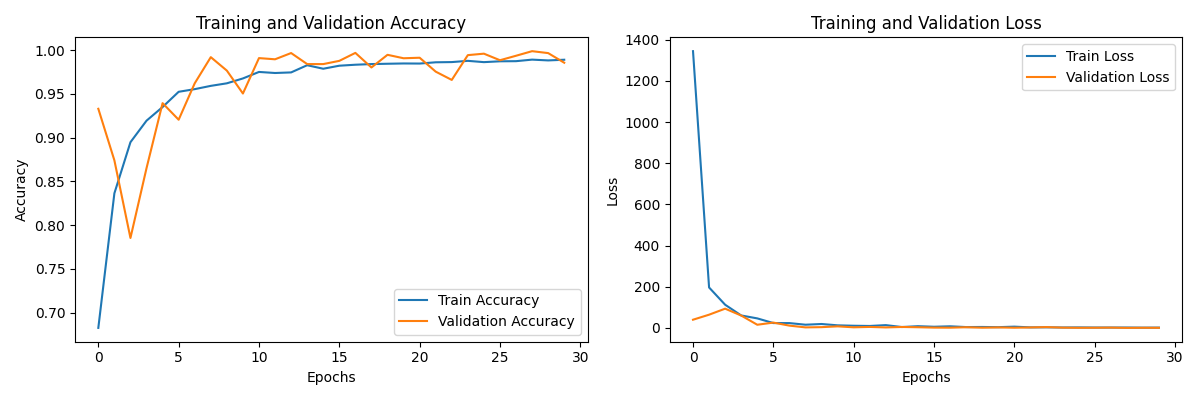 Training and Validation Accuracy
1.00
0.95
0.90
0.85
0.80
0.75
0.70
Accuracy
Train Accuracy
Validation Accuracy
0 5 10 15 20 25 30
Epochs
Training and Validation Loss
1400
1200
1000
800
600
400
200
0
Loss
Train Loss
Validation Loss
0 5 10 15 20 25 30
Epochs